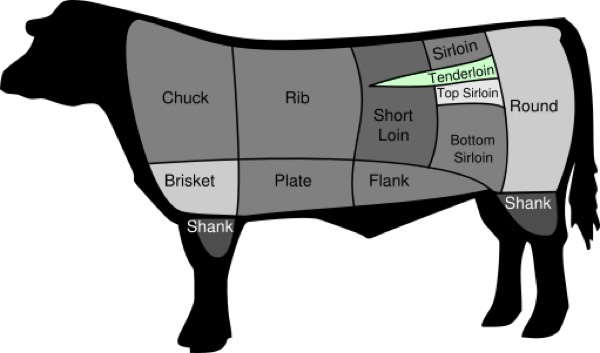 Sirloin
Tenderloin
Top Sirloin
Chuck
Rib
Short
Loin
Round
Bottom
Sirloin
Brisket
Plate
Flank
Shank
Shank